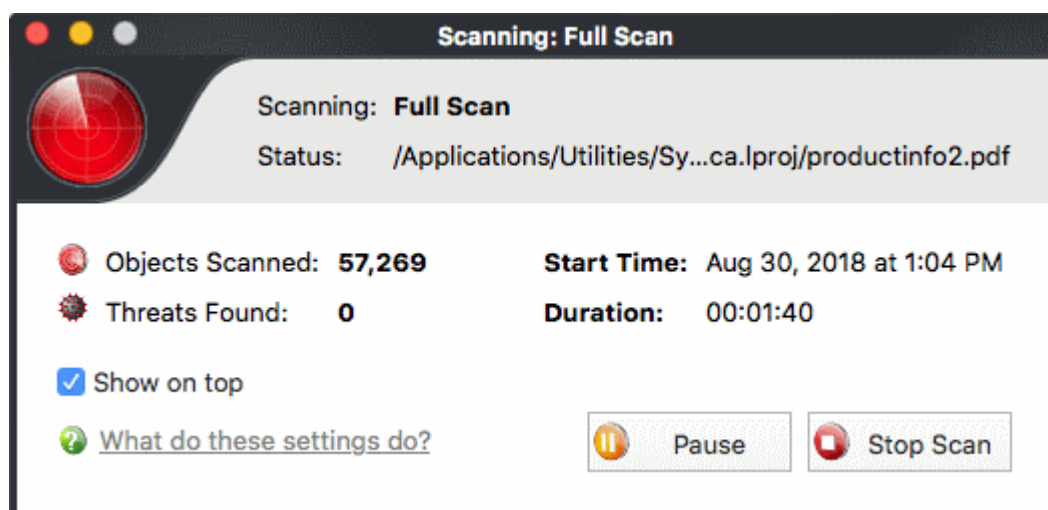 Scanning: Full Scan
Scanning: Full Scan
Status: /Applications/Utilities/Sy...ca.lproj/productinfo2.pdf
Objects Scanned: 57,269 Start Time: Aug 30, 2018 at 1:04 PM
Threats Found: 0 Duration: 00:01:40
Show on top
What do these settings do?
Pause Stop Scan